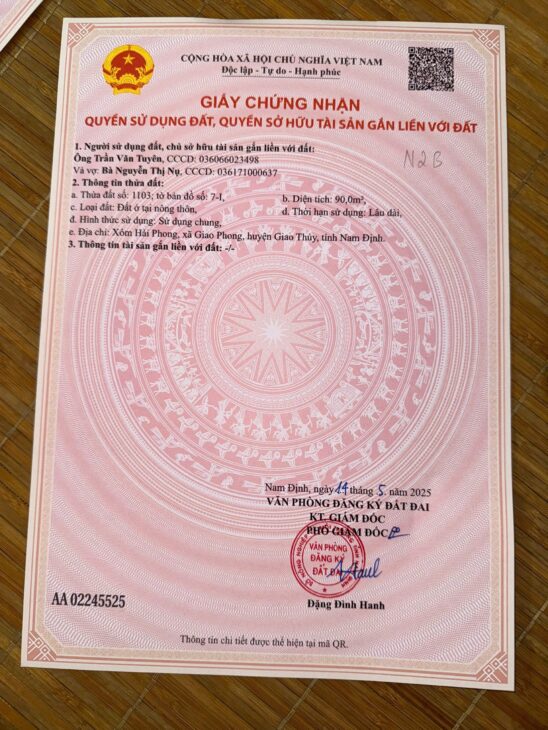 CỘNG HÒA XÃ HỘI CHỦ NGHĨA VIỆT NAM
Độc lập - Tự do - Hạnh phúc
GIẤY CHỨNG NHẬN
QUYỀN SỬ DỤNG ĐẤT, QUYỀN SỞ HỮU TÀI SẢN GẮN LIỀN VỚI ĐẤT
1. Người sử dụng đất, chủ sở hữu tài sản gắn liền với đất:
Ông Trần Văn Tuyên, CCCD: 036066023498
N2B
Và vợ: Bà Nguyễn Thị Nụ, CCCD: 036171000637
2. Thông tin thửa đất:
a. Thửa đất số: 1103; tờ bản đồ số: 7-I, b. Diện tích: 90,0m²,
c. Loại đất: Đất ở tại nông thôn, d. Thời hạn sử dụng: Lâu dài,
đ. Hình thức sử dụng: Sử dụng chung,
e. Địa chỉ: Xóm Hải Phong, xã Giao Phong, huyện Giao Thủy, tỉnh Nam Định.
3. Thông tin tài sản gắn liền với đất: -/-
Nam Định, ngày 14 tháng 5. năm 2025
VĂN PHÒNG ĐĂNG KÝ ĐẤT ĐAI
KT. GIÁM ĐỐC
PHÓ GIÁM ĐỐC
VĂN PHÒNG
ĐĂNG KÝ
ĐẤT ĐAI
Đặng Đình Hanh
AA 02245525
Thông tin chi tiết được thể hiện tại mã QR.